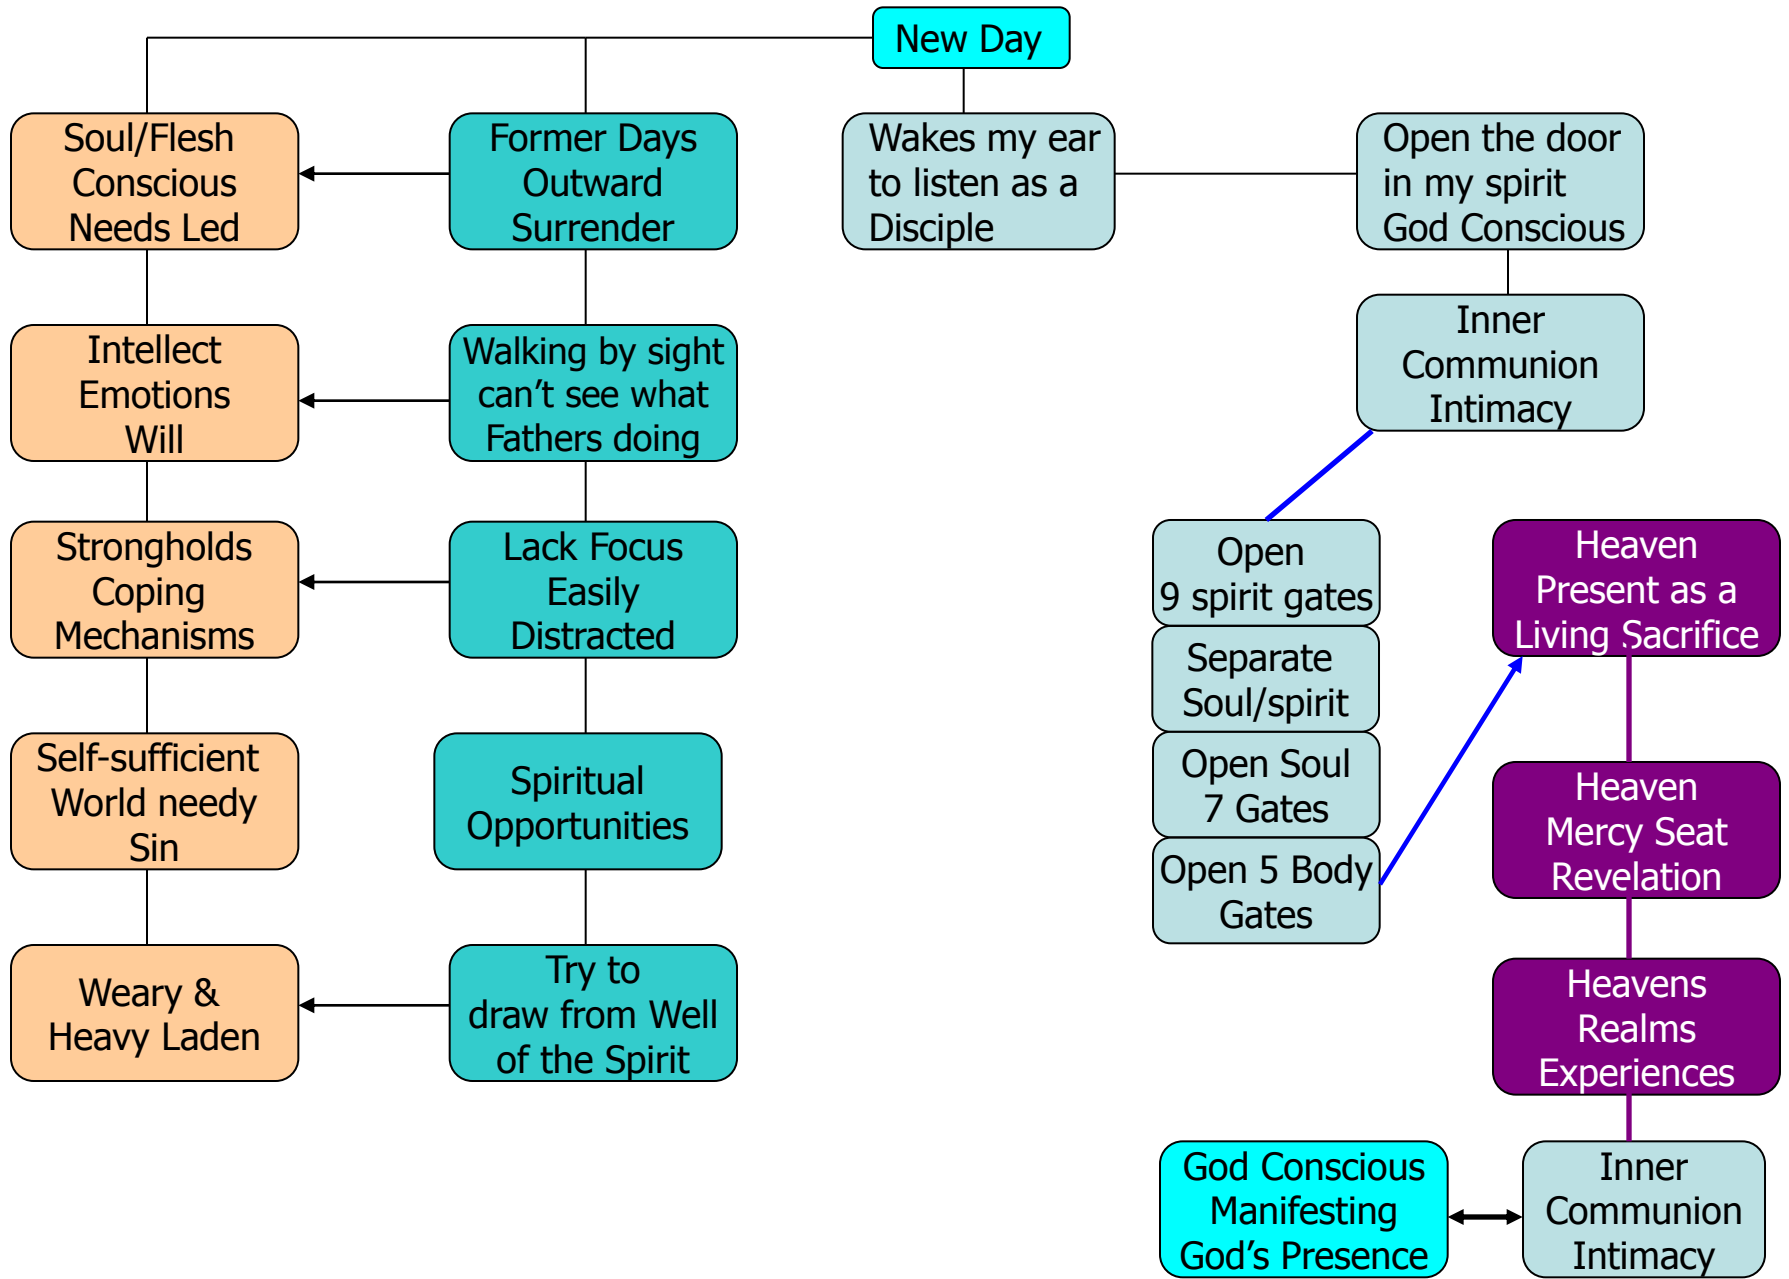 New Day
Soul/Flesh
Conscious
Needs Led
Former Days
Outward
Surrender
Wakes my ear
to listen as a
Disciple
Open the door
in my spirit
God Conscious
Intellect
Emotions
Will
Walking by sight
can't see what
Fathers doing
Inner
Communion
Intimacy
Strongholds
Coping
Mechanisms
Lack Focus
Easily
Distracted
Open
9 spirit gates
Separate
Soul/spirit
Open Soul
7 Gates
Open 5 Body
Gates
Heaven
Present as a
Living Sacrifice
Self-sufficient
World needy
Sin
Spiritual
Opportunities
Heaven
Mercy Seat
Revelation
Weary &
Heavy Laden
Try to
draw from Well
of the Spirit
Heavens
Realms
Experiences
God Conscious
Manifesting
God's Presence
Inner
Communion
Intimacy